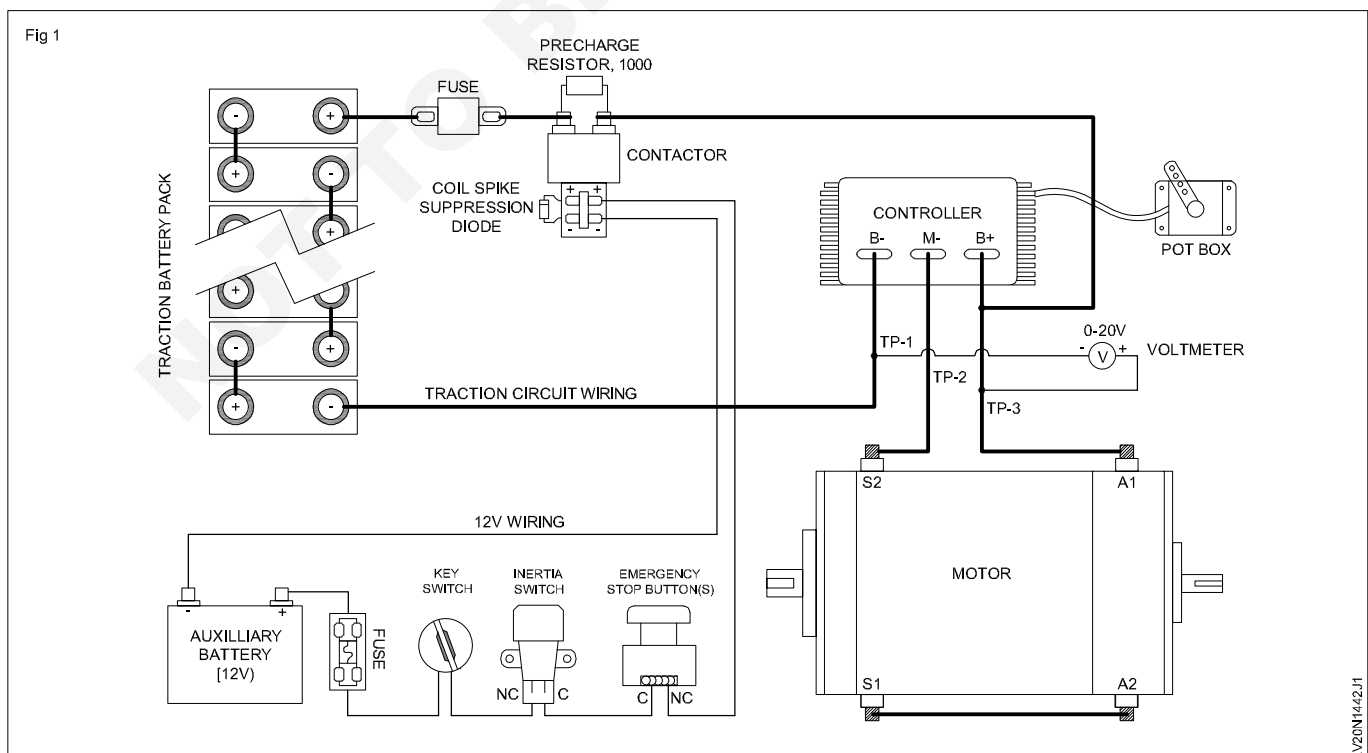 Fig 1
PRECHARGE
RESISTOR, 1000
FUSE
CONTACTOR
COIL SPIKE
SUPPRESSION
DIODE
+ +
- -
- +
+ -
+
+
- +
+ -
TRACTION BATTERY PACK
CONTROLLER
B- M- B+
POT BOX
0-20V
- V +
VOLTMETER
TP-1
TP-2
TP-3
TRACTION CIRCUIT WIRING
S2 A1
MOTOR
S1 A2
12V WIRING
KEY
SWITCH
INERTIA
SWITCH
EMERGENCY
STOP BUTTON(S)
- +
AUXILLIARY
BATTERY
[12V)
FUSE
NC C
C NC
NOT TO B